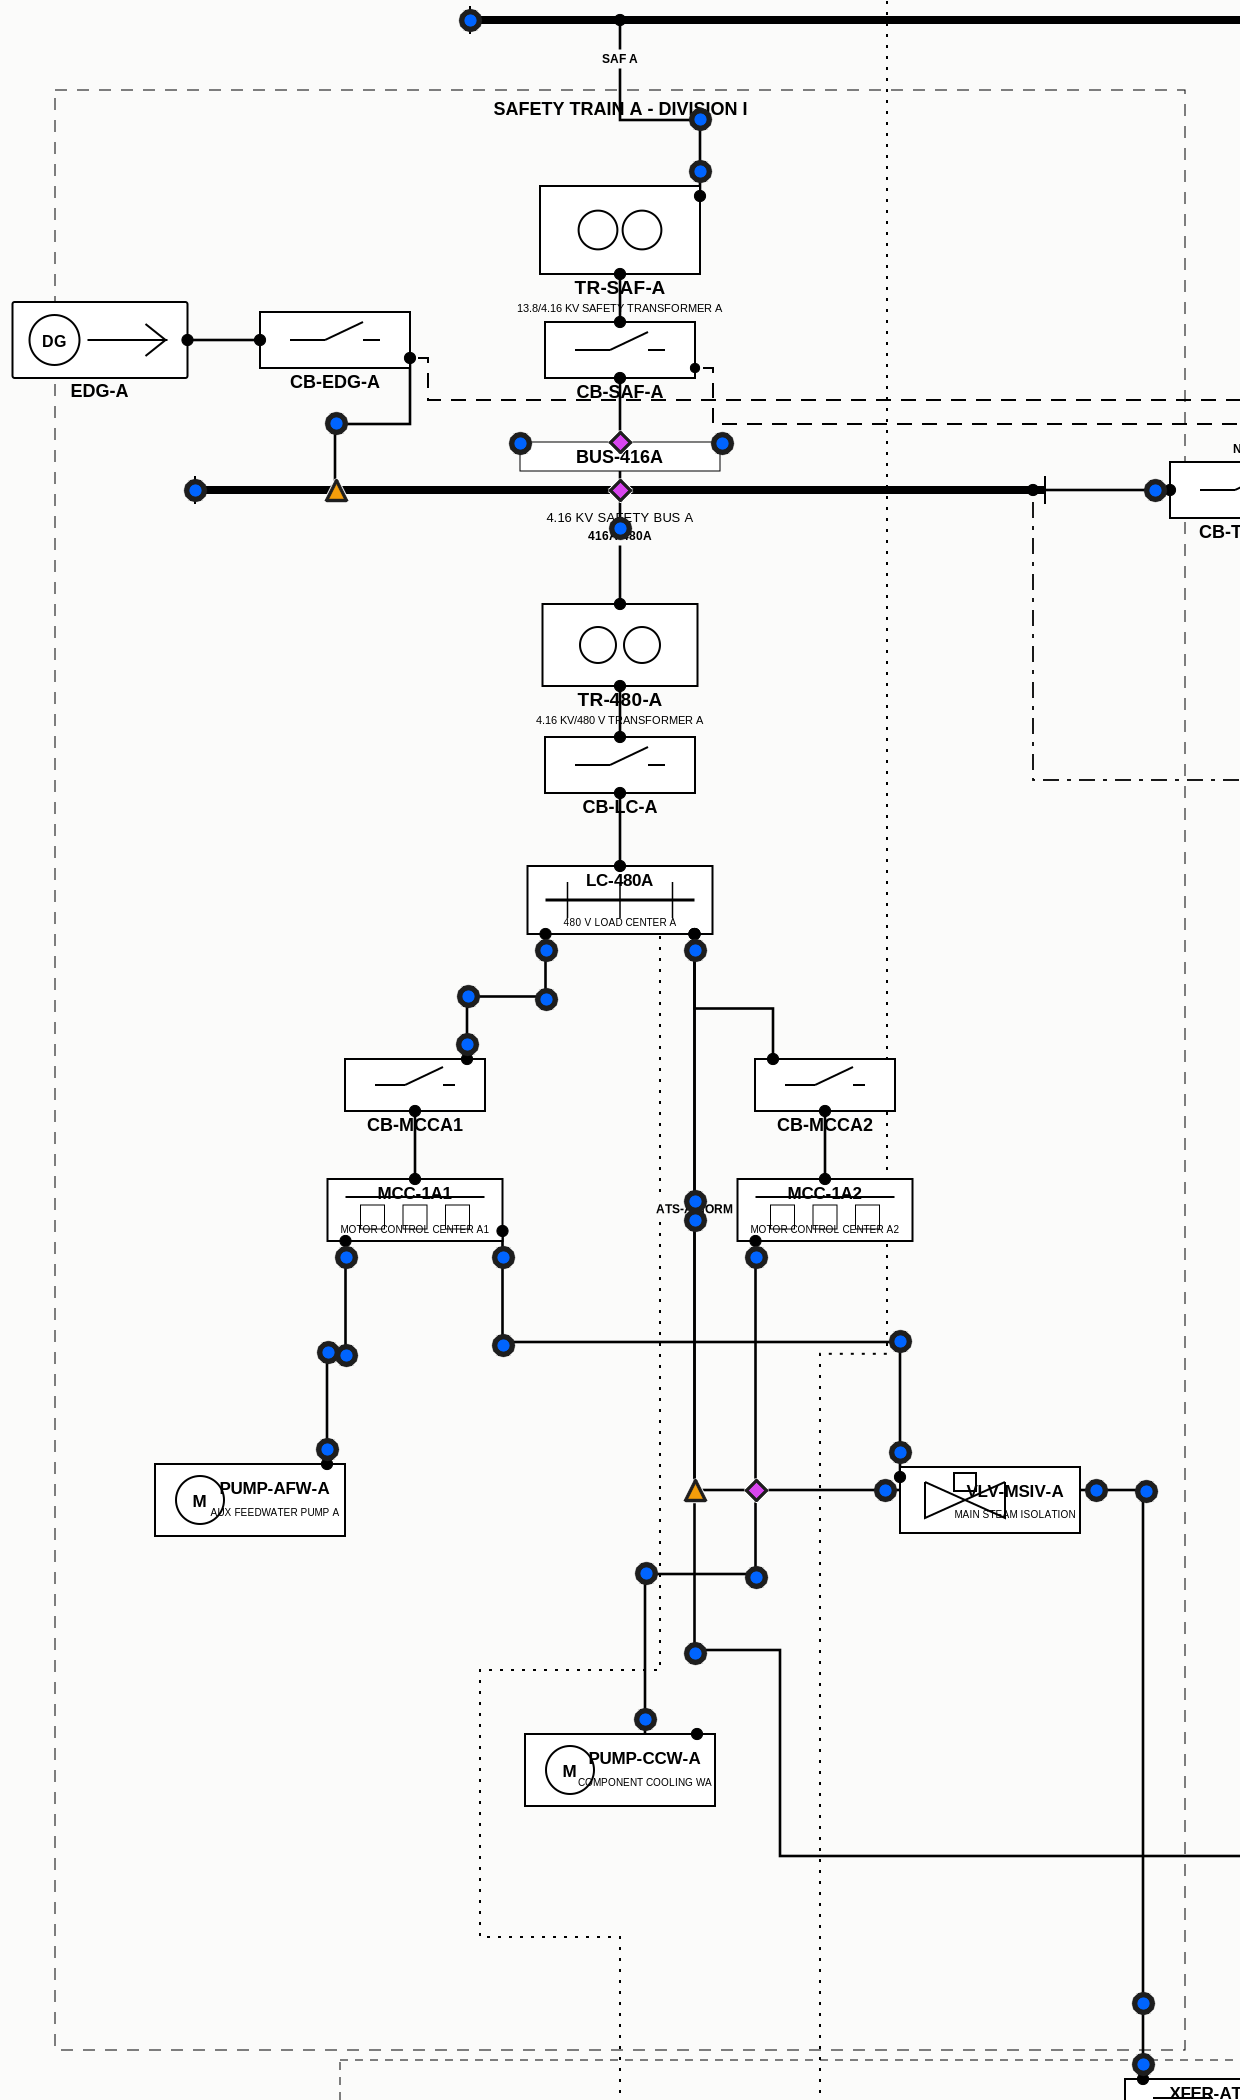 SAF A
SAFETY TRAIN A - DIVISION I
TR-SAF-A
13.8/4.16 KV SAFETY TRANSFORMER A
DG
EDG-A
CB-EDG-A
CB-SAF-A
BUS-416A
N
4.16 KV SAFETY BUS A
CB-T
TR-480-A
4.16 KV/480 V TRANSFORMER A
CB-LC-A
LC-480A
480 V LOAD CENTER A
CB-MCCA1
CB-MCCA2
MCC-1A1
MOTOR CONTROL CENTER A1
MCC-1A2
MOTOR CONTROL CENTER A2
M
PUMP-AFW-A
AUX FEEDWATER PUMP A
VLV-MSIV-A
MAIN STEAM ISOLATION
M
PUMP-CCW-A
COMPONENT COOLING WA
XFER-AT